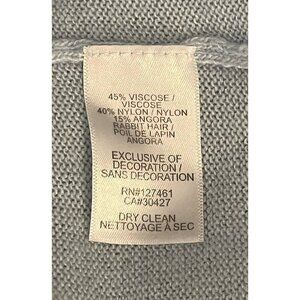 45% VISCOSE /
VISCOSE
40% NYLON / NYLON
15% ANGORA
RABBIT HAIR /
POIL DE LAPIN
ANGORA
EXCLUSIVE OF
DECORATION /
SANS DECORATION
RN#127461
CA#30427
DRY CLEAN
NETTOYAGE À SEC